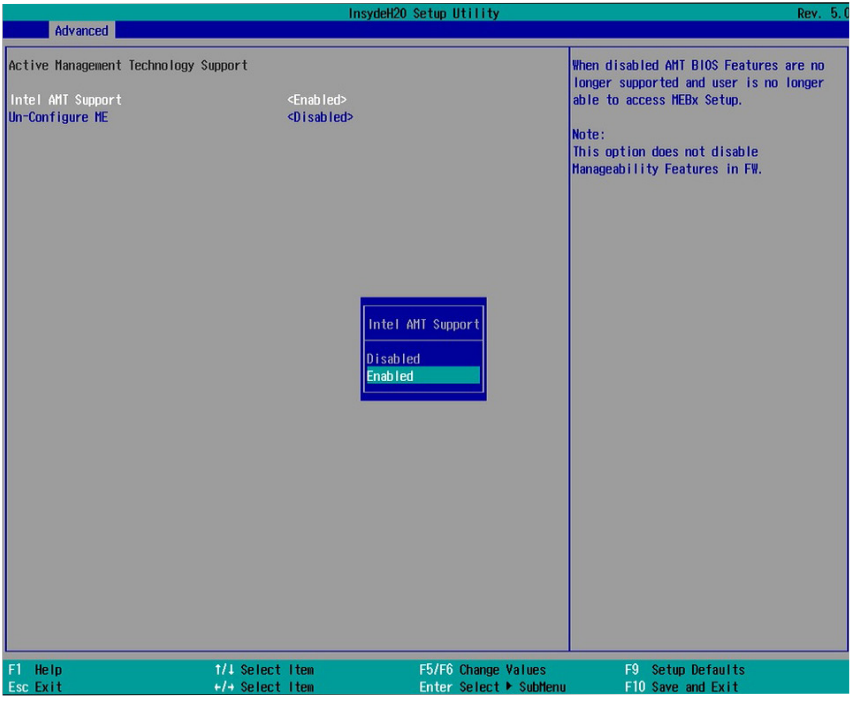 InsydeH20 Setup Utility Rev. 5.0
Advanced
Active Management Technology Support
Intel AMT Support <Enabled>
Un-Configure ME <Disabled>
When disabled AMT BIOS Features are no
longer supported and user is no longer
able to access MEBx Setup.
Note:
This option does not disable
Manageability Features in FW.
Intel AMT Support
Disabled
Enabled
F1 Help ↑/↓ Select Item F5/F6 Change Values F9 Setup Defaults
Esc Exit ←/→ Select Item Enter Select ▶ SubMenu F10 Save and Exit